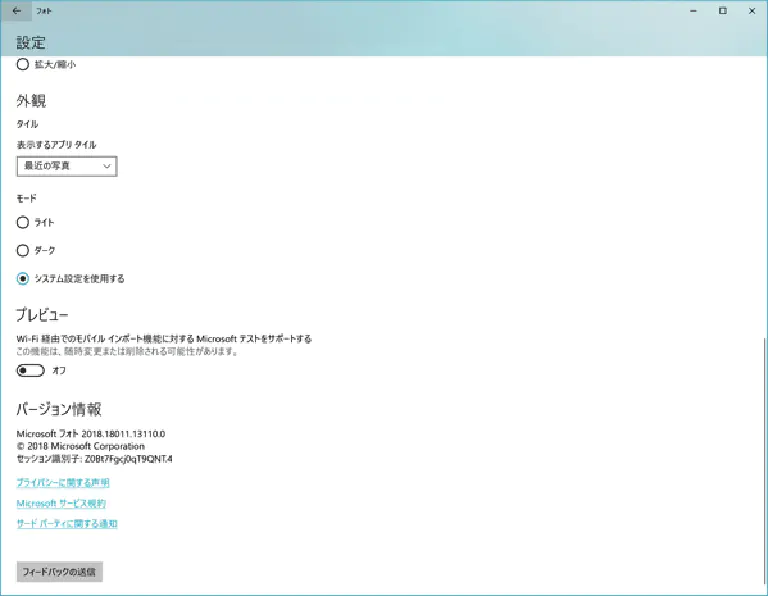 フォト
設定
拡大/縮小
外観
タイル
表示するアプリ タイル
最近の写真
モード
ライト
ダーク
システム設定を使用する
プレビュー
Wi-Fi 経由でのモバイル インポート機能に対する Microsoft テストをサポートする
この機能は、随時変更または削除される可能性があります。
オフ
バージョン情報
Microsoft フォト 2018.18011.13110.0
© 2018 Microsoft Corporation
セッション識別子:
プライバシーに関する声明
Microsoft サービス規約
サード パーティに関する通知
フィードバックの送信